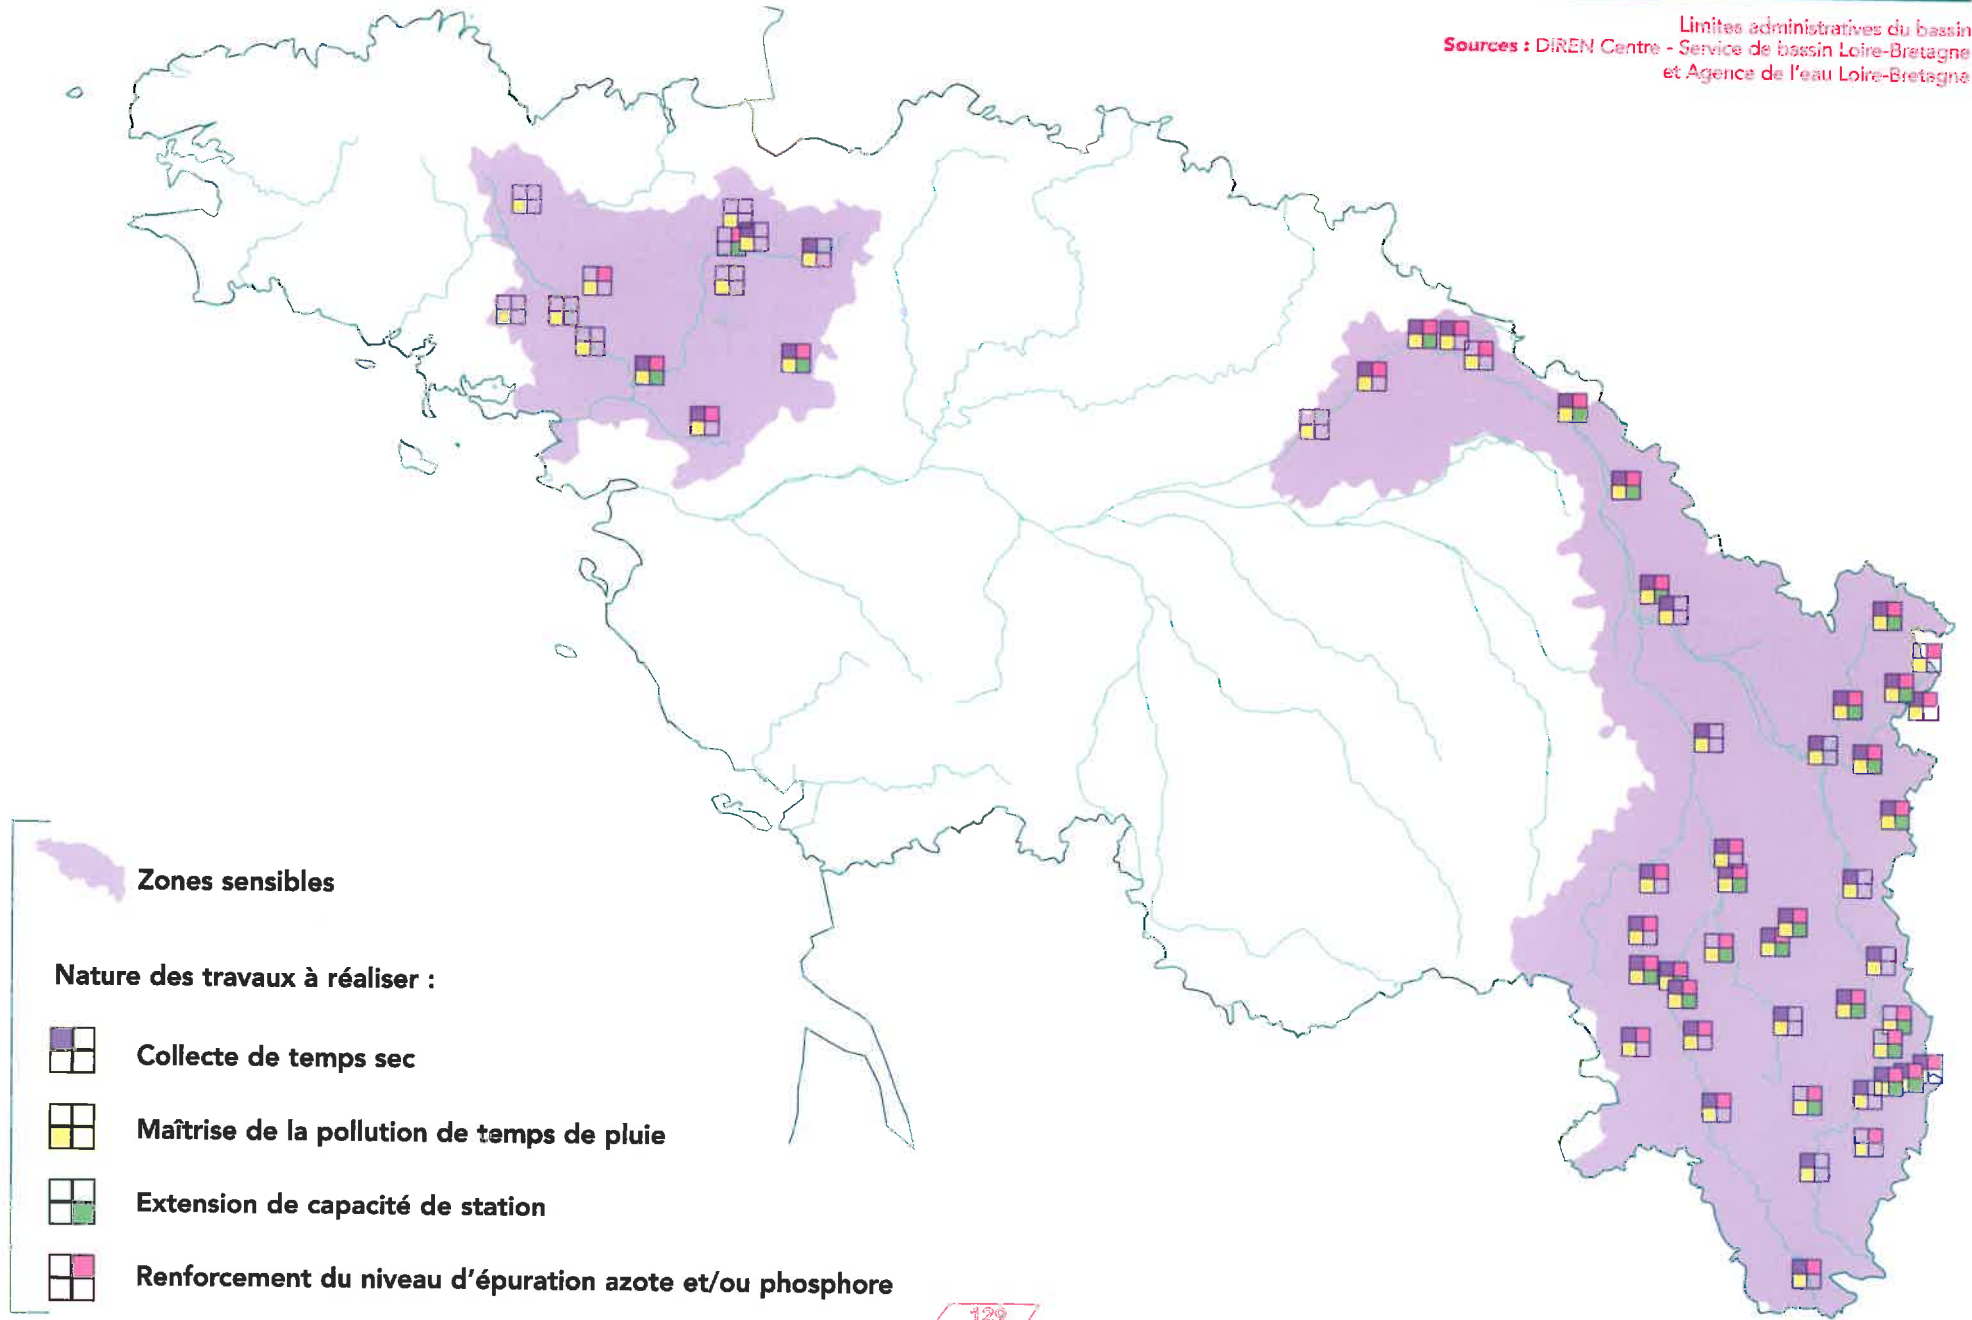 Limites administratives du bassin
Sources : DIREN Centre - Service de bassin Loire-Bretagne
et Agence de l'eau Loire-Bretagne
Zones sensibles
Nature des travaux à réaliser :
Collecte de temps sec
Maîtrise de la pollution de temps de pluie
Extension de capacité de station
Renforcement du niveau d'épuration azote et/ou phosphore
129